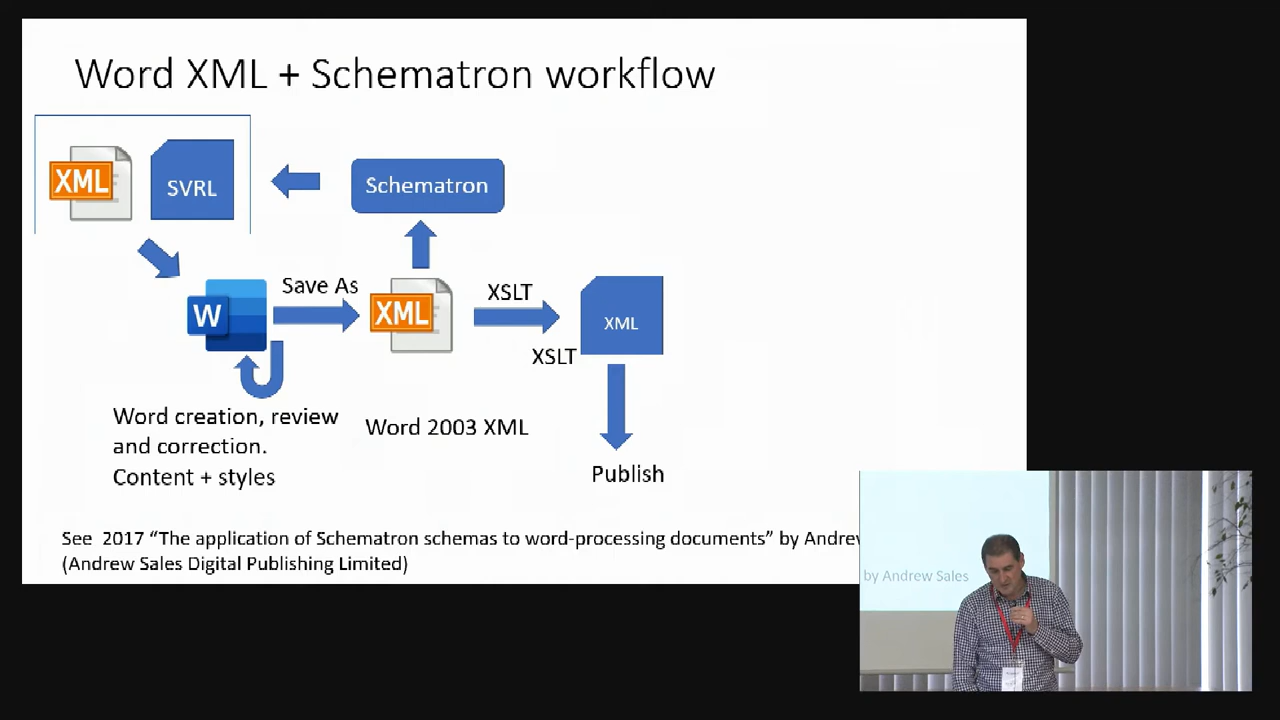 Word XML + Schematron workflow
XML
SVRL
Schematron
W
Save As
XML
XSLT
XML
XSLT
Word creation, review
and correction.
Content + styles
Word 2003 XML
Publish
See 2017 “The application of Schematron schemas to word-processing documents” by Andrew
(Andrew Sales Digital Publishing Limited)
by Andrew Sales